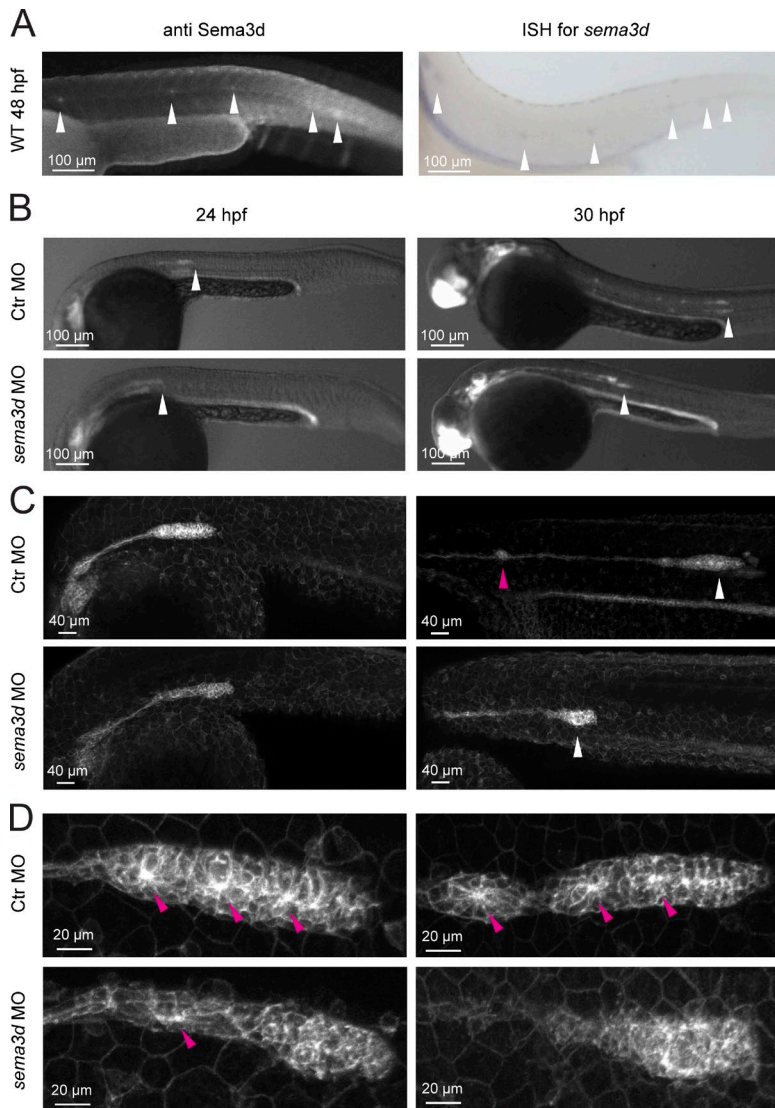 A
anti Sema3d
ISH for sema3d
WT 48 hpf
100 µm
100 µm
B
24 hpf
30 hpf
Ctr MO
100 µm
100 µm
sema3d MO
100 µm
100 µm
C
Ctr MO
40 µm
40 µm
sema3d MO
40 µm
40 µm
D
Ctr MO
20 µm
20 µm
sema3d MO
20 µm
20 µm